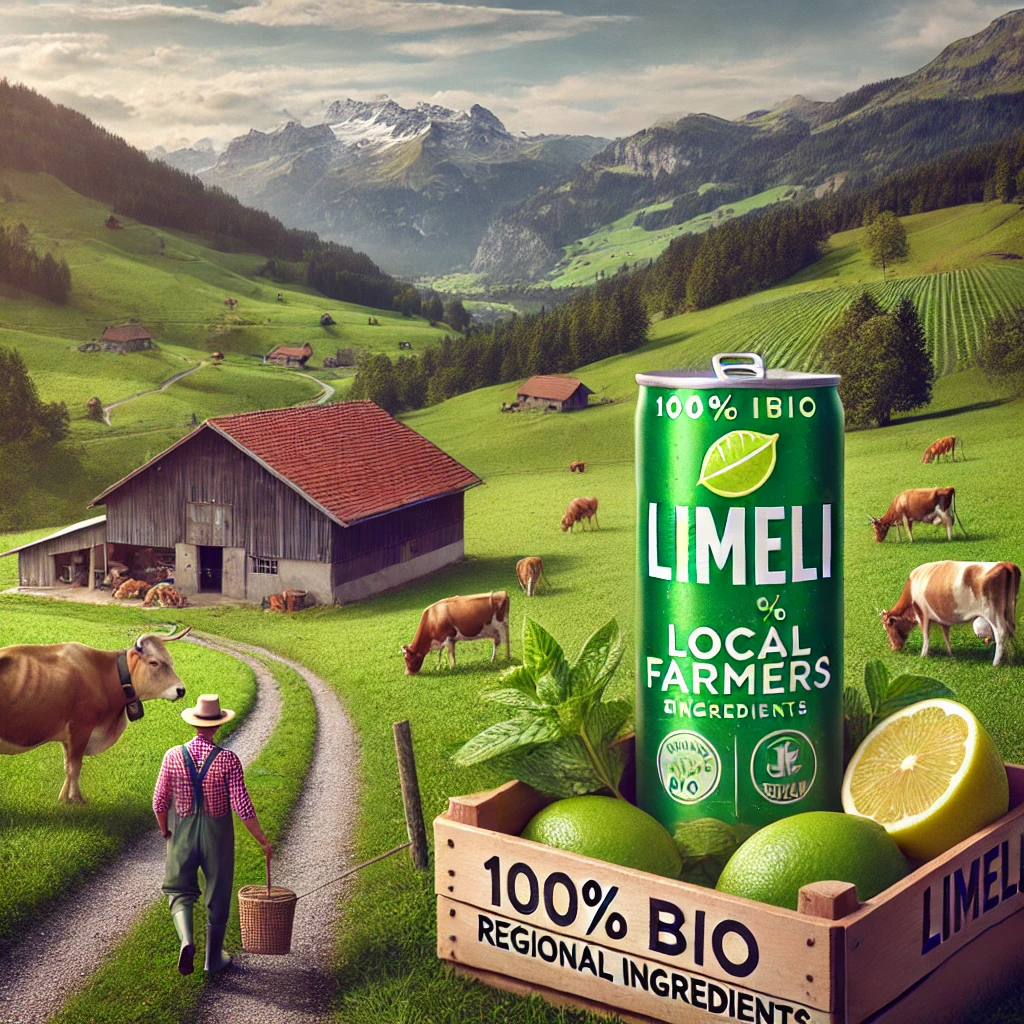 100% IBIO
LIMELI
%
LOCAL
FARMERS
100% BIO
REGIONAL INGREDIENTS
LIMELI